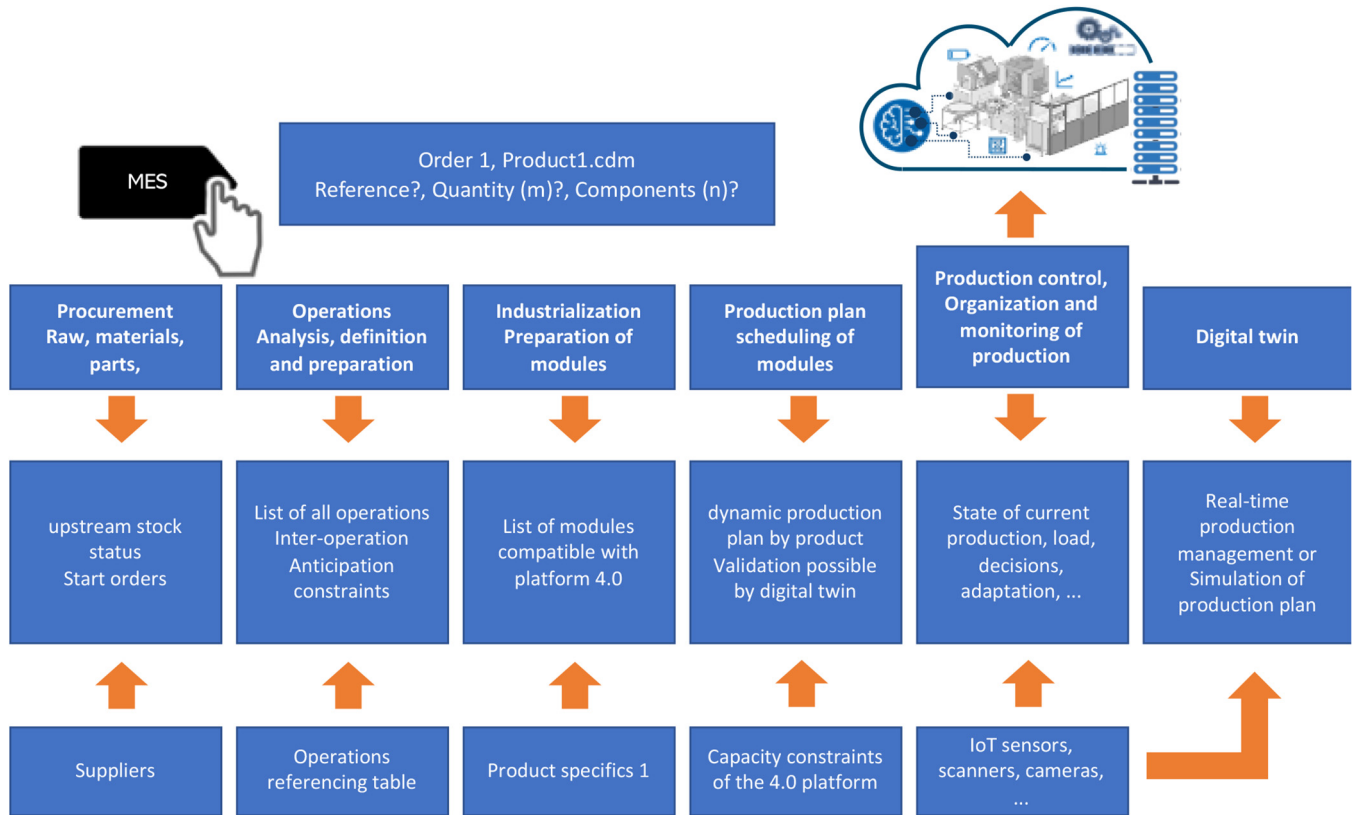 MES
Order 1, Product1.cdm
Reference?, Quantity (m)?, Components (n)?
Procurement
Raw, materials,
parts,
Operations
Analysis, definition
and preparation
Industrialization
Preparation of
modules
Production plan
scheduling of
modules
Production control,
Organization and
monitoring of
production
Digital twin
upstream stock
status
Start orders
List of all operations
Inter-operation
Anticipation
constraints
List of modules
compatible with
platform 4.0
dynamic production
plan by product
Validation possible
by digital twin
State of current
production, load,
decisions,
adaptation, ...
Real-time
production
management or
Simulation of
production plan
Suppliers
Operations
referencing table
Product specifics 1
Capacity constraints
of the 4.0 platform
IoT sensors,
scanners, cameras,
...